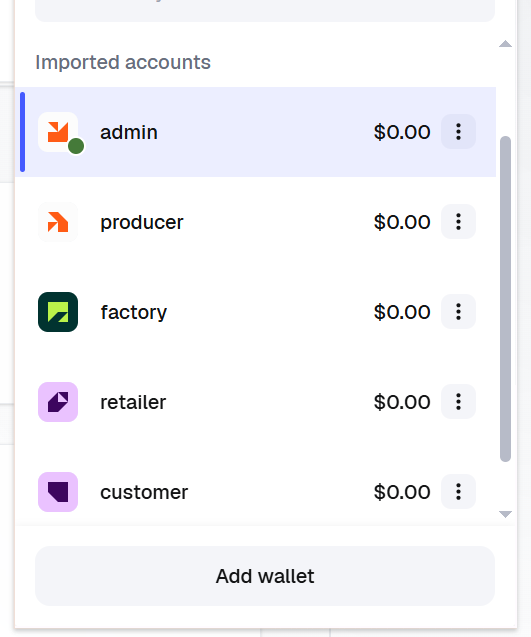 Imported accounts
admin $0.00
producer $0.00
factory $0.00
retailer $0.00
customer $0.00
Add wallet